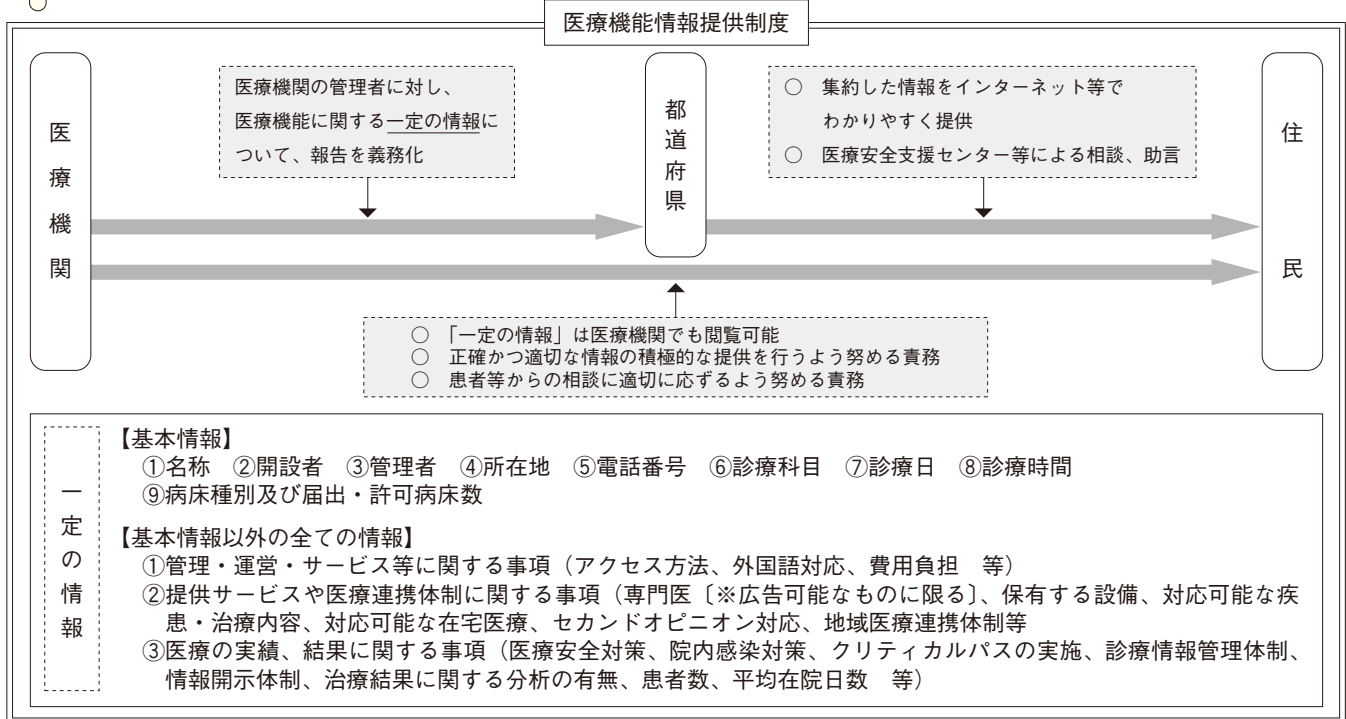 医療機能情報提供制度
医療機関
医療機関の管理者に対し、
医療機能に関する一定の情報に
ついて、報告を義務化
都道府県
○ 集約した情報をインターネット等で
わかりやすく提供
○ 医療安全支援センター等による相談、助言
住民
○ 「一定の情報」は医療機関でも閲覧可能
○ 正確かつ適切な情報の積極的な提供を行うよう努める責務
○ 患者等からの相談に適切に応ずるよう努める責務
一定の情報
【基本情報】
①名称 ②開設者 ③管理者 ④所在地 ⑤電話番号 ⑥診療科目 ⑦診療日 ⑧診療時間
⑨病床種別及び届出・許可病床数
【基本情報以外の全ての情報】
①管理・運営・サービス等に関する事項（アクセス方法、外国語対応、費用負担 等）
②提供サービスや医療連携体制に関する事項（専門医〔※広告可能なものに限る〕、保有する設備、対応可能な疾
患・治療内容、対応可能な在宅医療、セカンドオピニオン対応、地域医療連携体制等
③医療の実績、結果に関する事項（医療安全対策、院内感染対策、クリティカルパスの実施、診療情報管理体制、
情報開示体制、治療結果に関する分析の有無、患者数、平均在院日数 等）